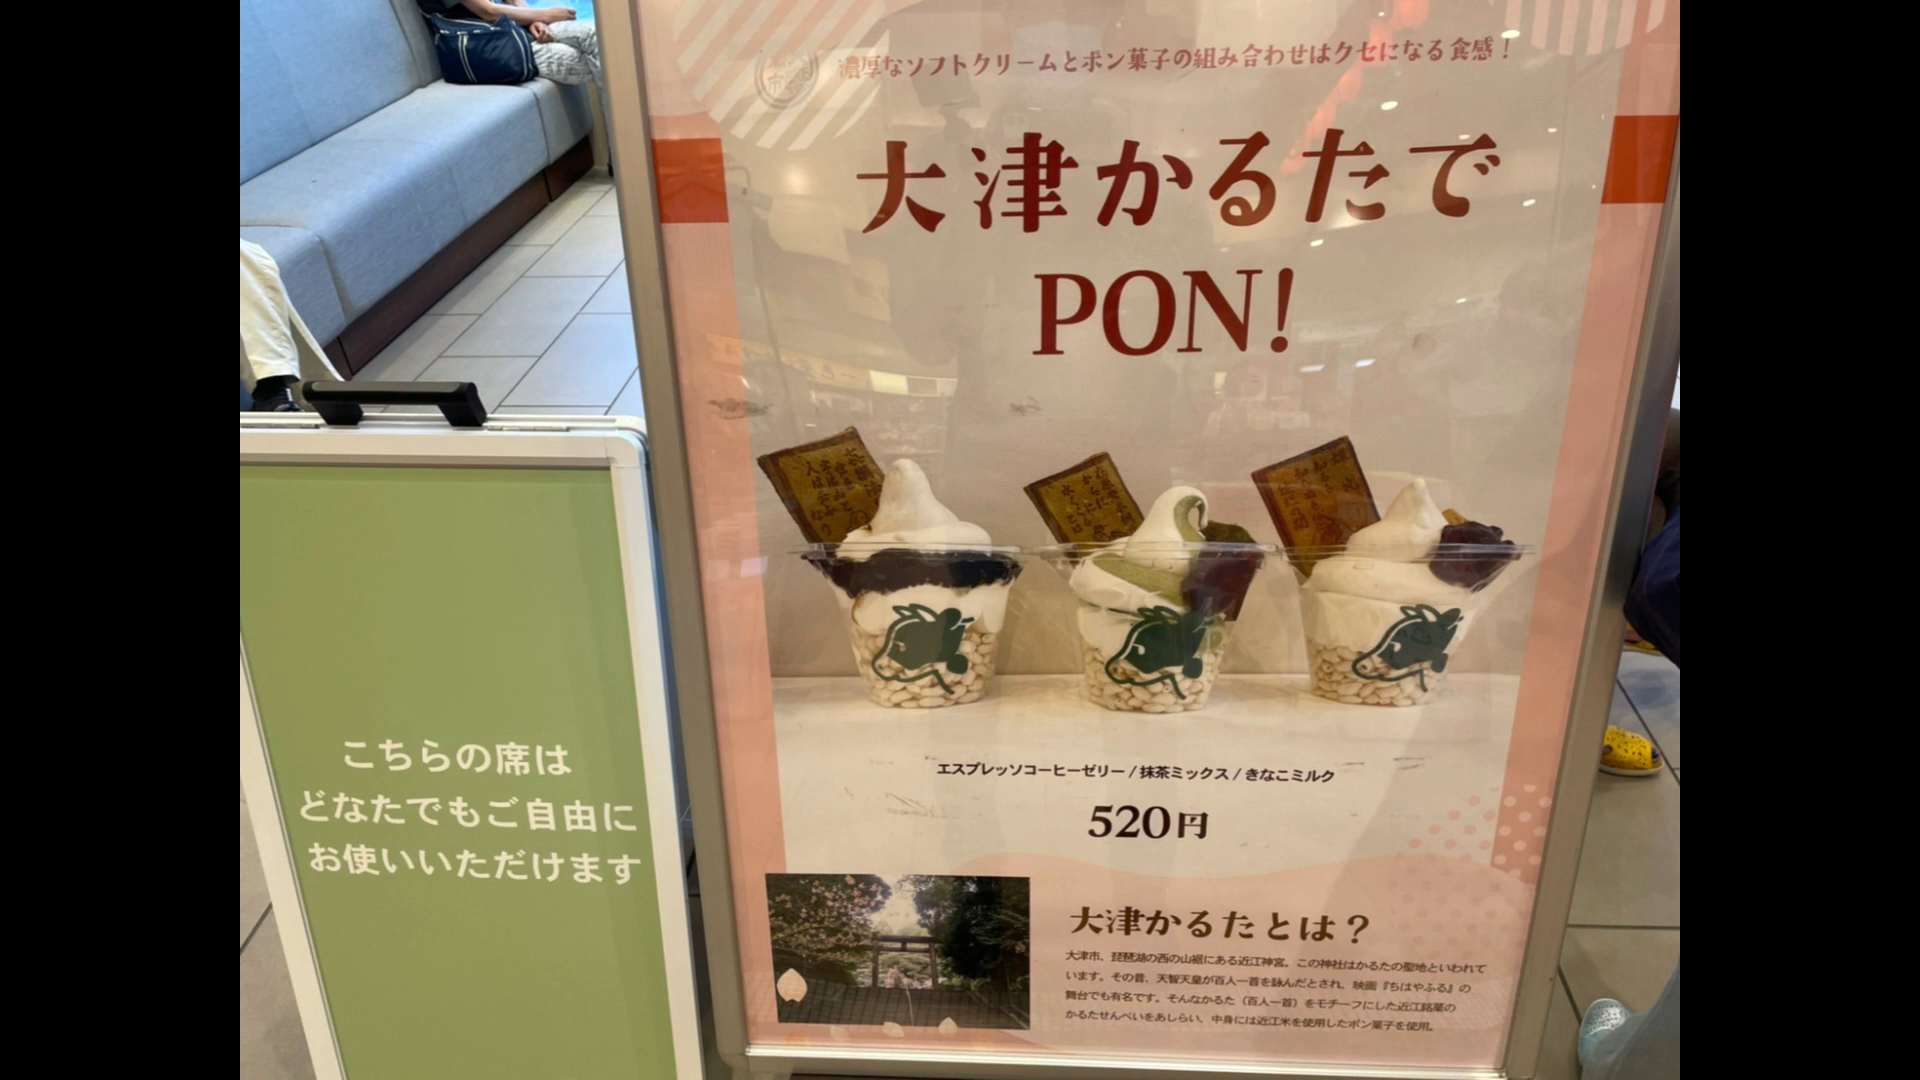 濃厚なソフトクリームとポン菓子の組み合わせはクセになる食感！
大津かるたで
PON!
エスプレッソコーヒーゼリー / 抹茶ミックス / きなこミルク
520円
大津かるたとは？
大津市、琵琶湖の西の山裾にある近江神宮。この神社はかるたの聖地といわれて
います。その昔、天智天皇が百人一首を詠んだとされ、映画『ちはやふる』の
舞台でも有名です。そんなかるた（百人一首）をモチーフにした近江銘菓の
かるたせんべいをあしらい、中身には近江米を使用したポン菓子を使用。
こちらの席は
どなたでもご自由に
お使いいただけます